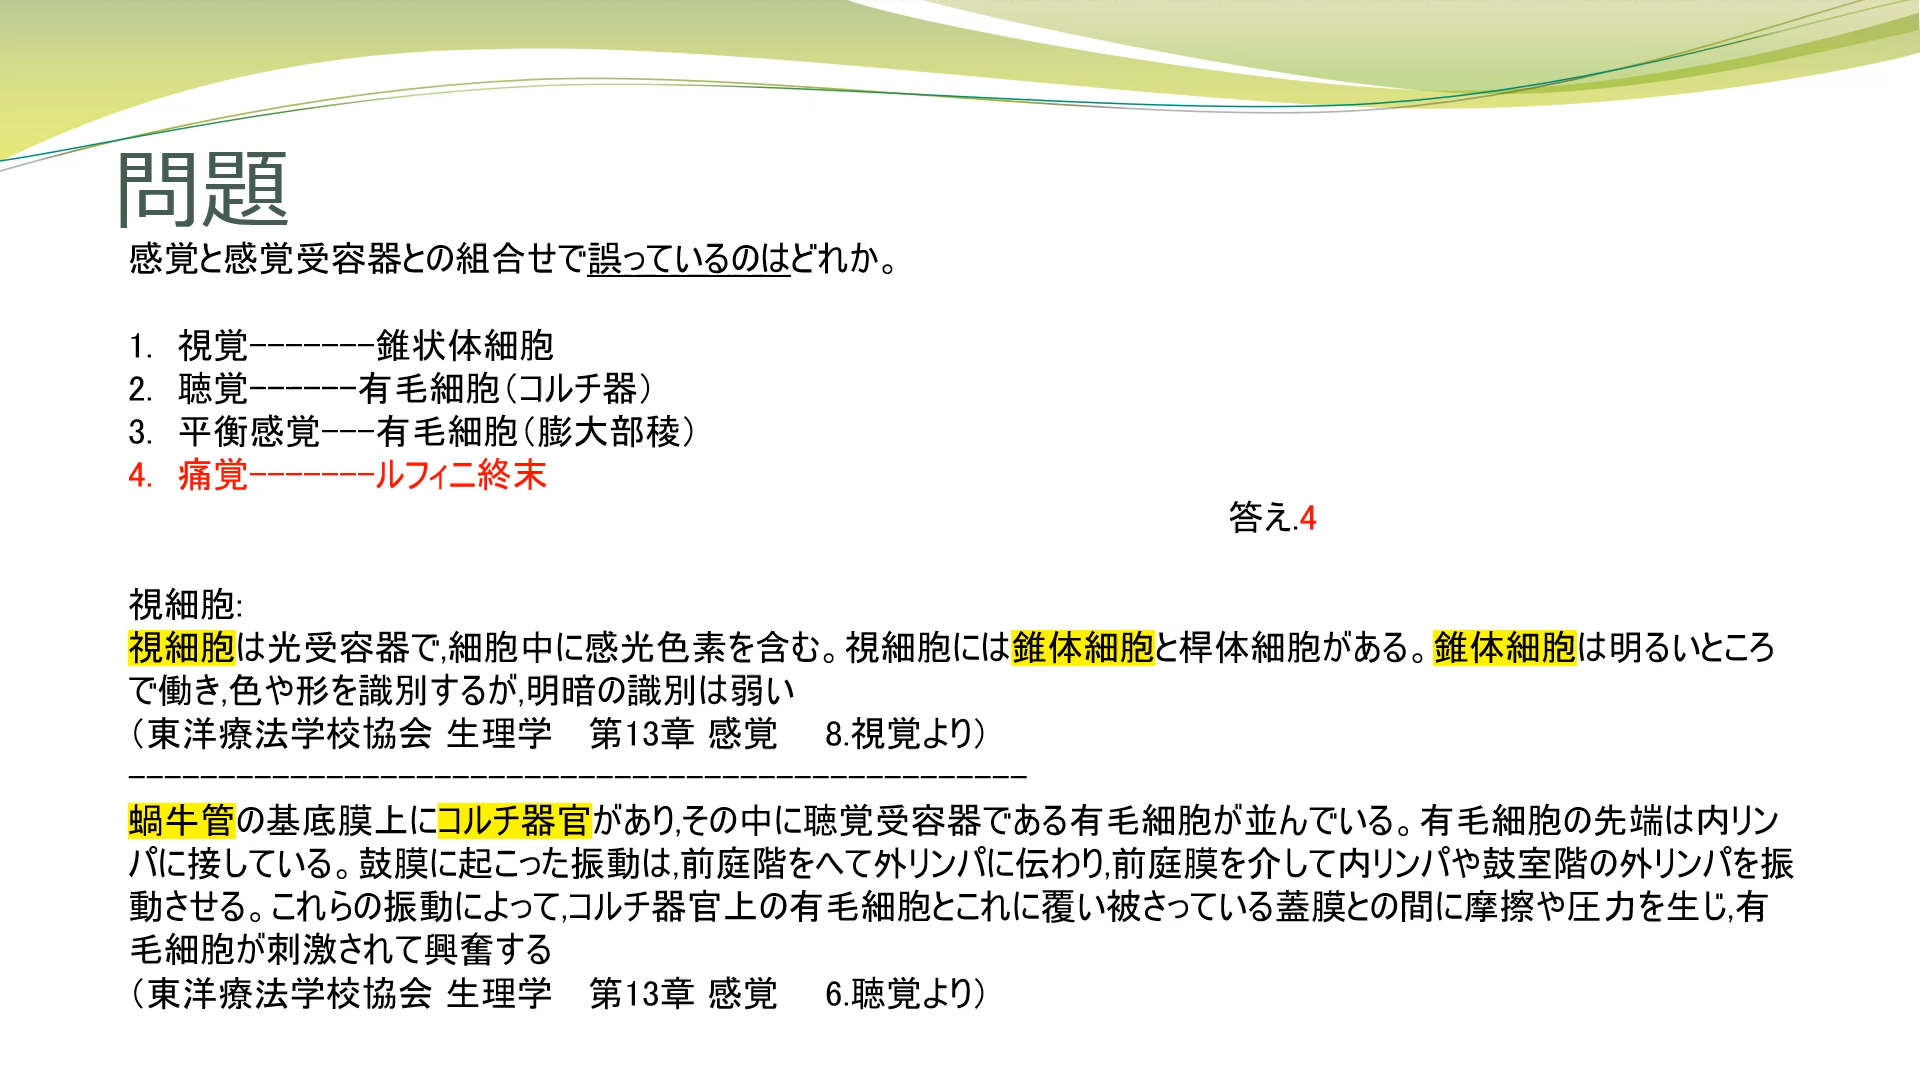 問題
感覚と感覚受容器との組合せで誤っているのはどれか。
1. 視覚-------錐状体細胞
2. 聴覚------有毛細胞（コルチ器）
3. 平衡感覚---有毛細胞（膨大部稜）
4. 痛覚-------ルフィニ終末
答え.4
視細胞:
視細胞は光受容器で,細胞中に感光色素を含む。視細胞には錐体細胞と桿体細胞がある。錐体細胞は明るいところ
で働き,色や形を識別するが,明暗の識別は弱い
（東洋療法学校協会 生理学　第13章 感覚　8.視覚より）
--------------------------------------------------
蝸牛管の基底膜上にコルチ器官があり,その中に聴覚受容器である有毛細胞が並んでいる。有毛細胞の先端は内リン
パに接している。鼓膜に起こった振動は,前庭階をへて外リンパに伝わり,前庭膜を介して内リンパや鼓室階の外リンパを振
動させる。これらの振動によって,コルチ器官上の有毛細胞とこれに覆い被さっている蓋膜との間に摩擦や圧力を生じ,有
毛細胞が刺激されて興奮する
（東洋療法学校協会 生理学　第13章 感覚　6.聴覚より）